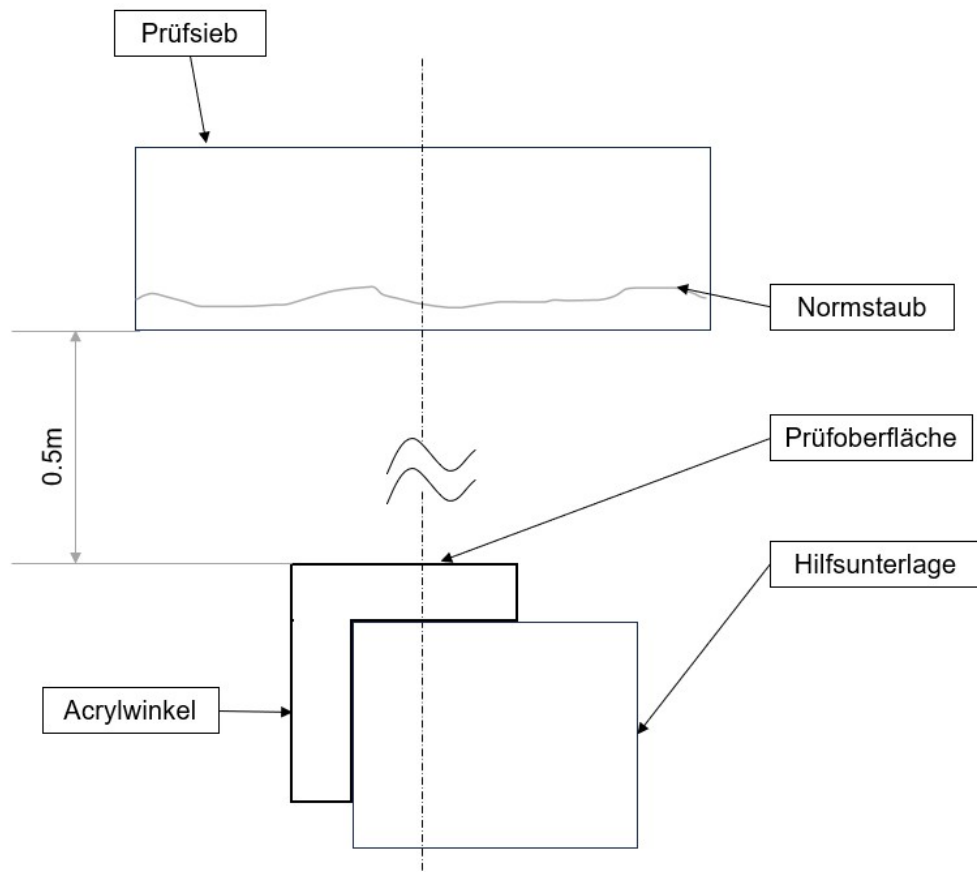 Prüfsieb
Normstaub
0.5m
Prüfoberfläche
Hilfsunterlage
Acrylwinkel